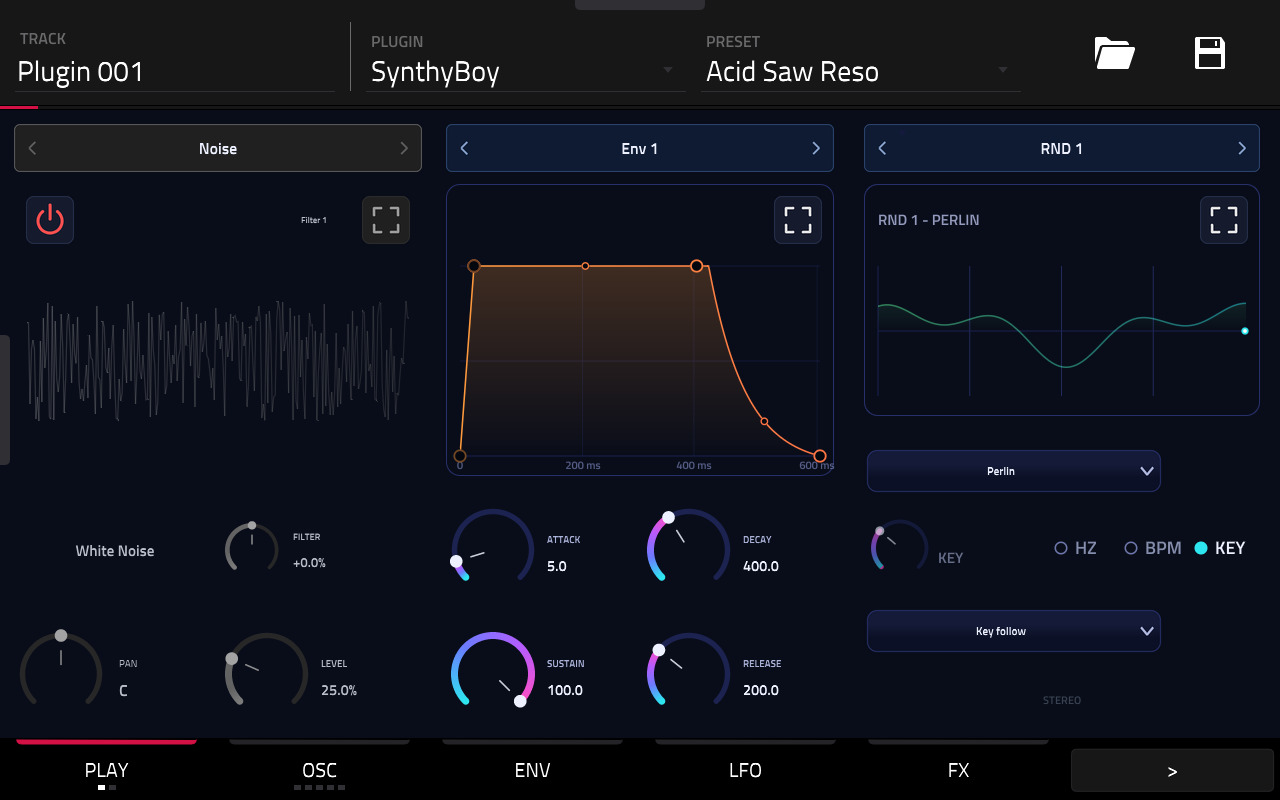 TRACK
Plugin 001
PLUGIN
SynthyBoy
PRESET
Acid Saw Reso
Noise
Env 1
RND 1
Filter 1
RND 1 - PERLIN
0
200 ms
400 ms
600 ms
Perlin
White Noise
FILTER
+0.0%
ATTACK
5.0
DECAY
400.0
KEY
HZ
BPM
KEY
Key follow
PAN
C
LEVEL
25.0%
SUSTAIN
100.0
RELEASE
200.0
STEREO
PLAY
OSC
ENV
LFO
FX
>